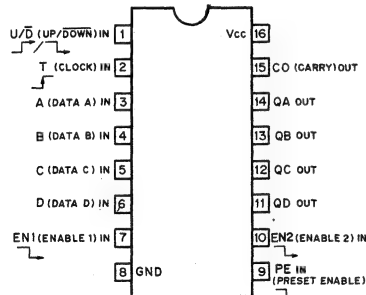 U/D̅ (UP/D̅O̅W̅N̅) IN 1
T (CLOCK) IN 2
A (DATA A) IN 3
B (DATA B) IN 4
C (DATA C) IN 5
D (DATA D) IN 6
EN1 (ENABLE 1) IN 7
8 GND
Vcc 16
15 CO (CARRY) OUT
14 QA OUT
13 QB OUT
12 QC OUT
11 QD OUT
10 EN2 (ENABLE 2) IN
9 PE IN
(PRESET ENABLE)